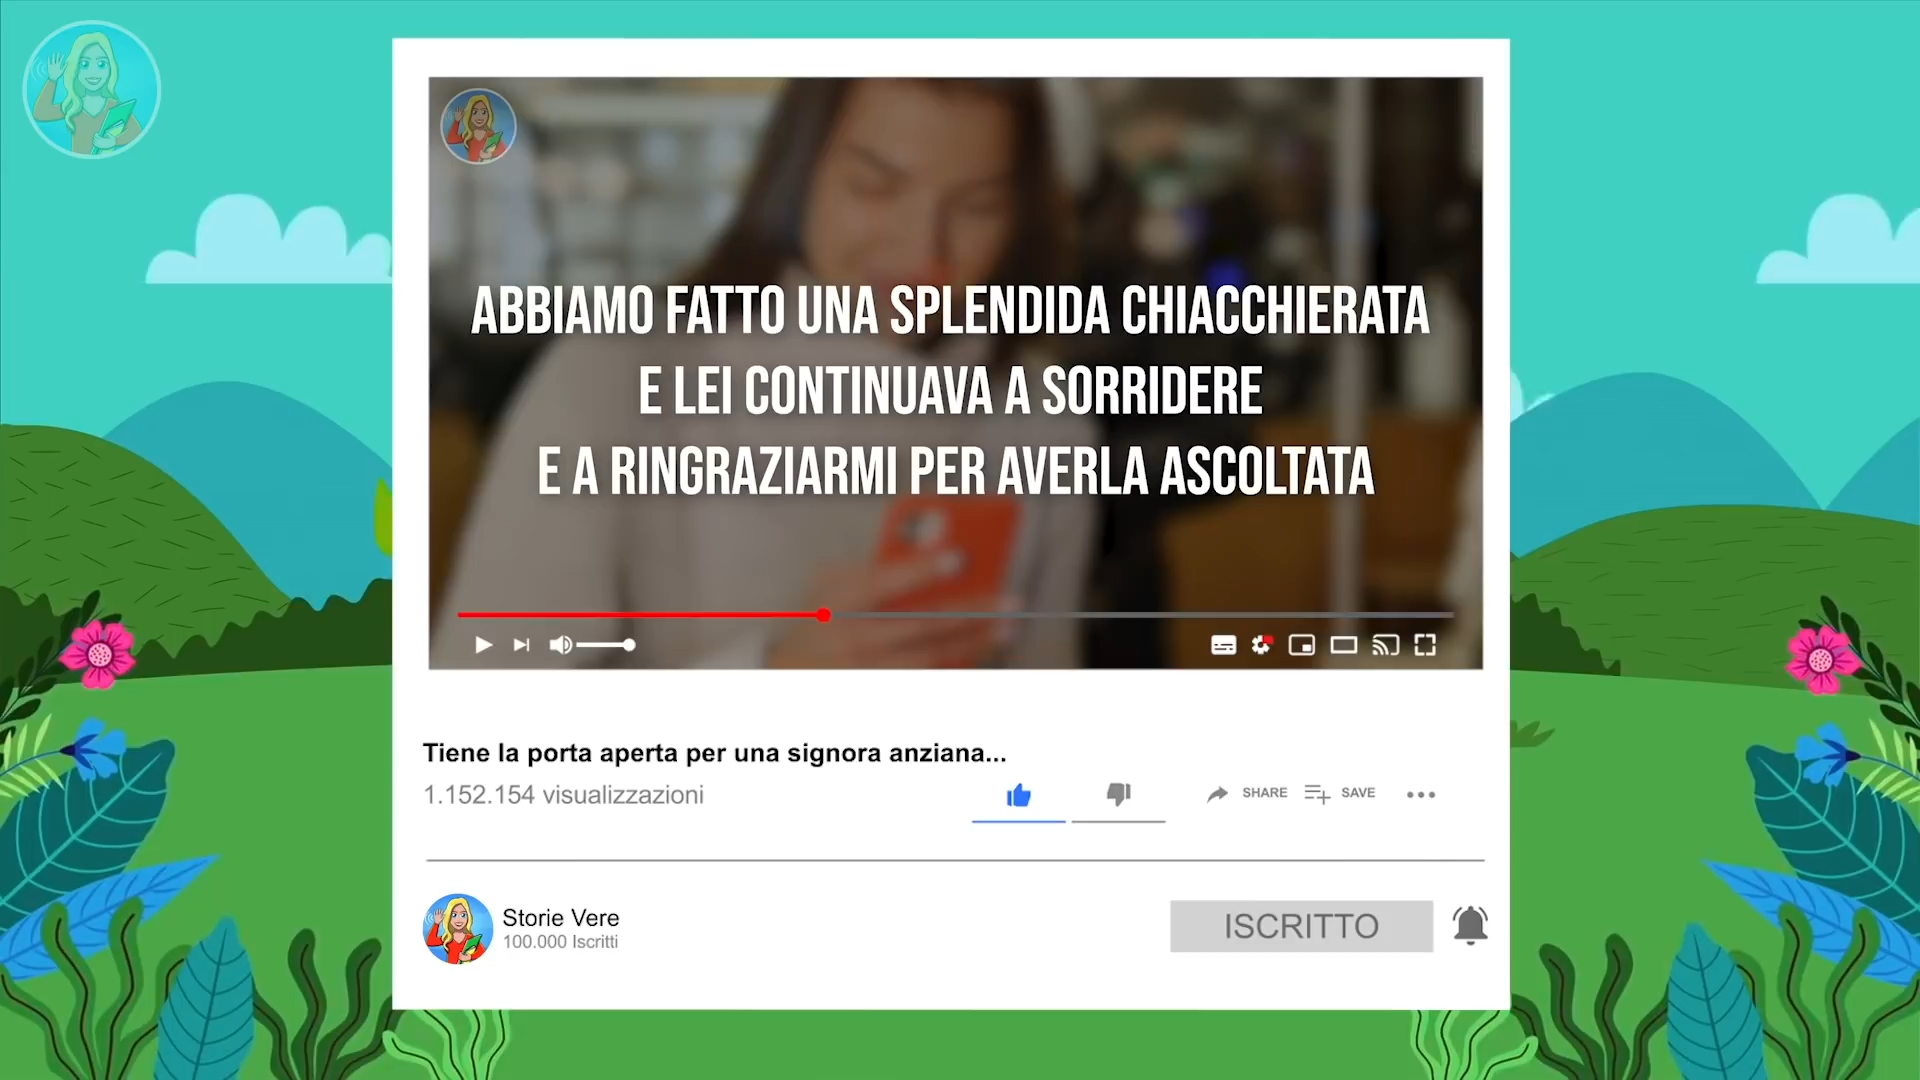 ABBIAMO FATTO UNA SPLENDIDA CHIACCHIERATA
E LEI CONTINUAVA A SORRIDERE
E A RINGRAZIARMI PER AVERLA ASCOLTATA
Tiene la porta aperta per una signora anziana...
1.152.154 visualizzazioni
SHARE
SAVE
Storie Vere
100.000 Iscritti
ISCRITTO